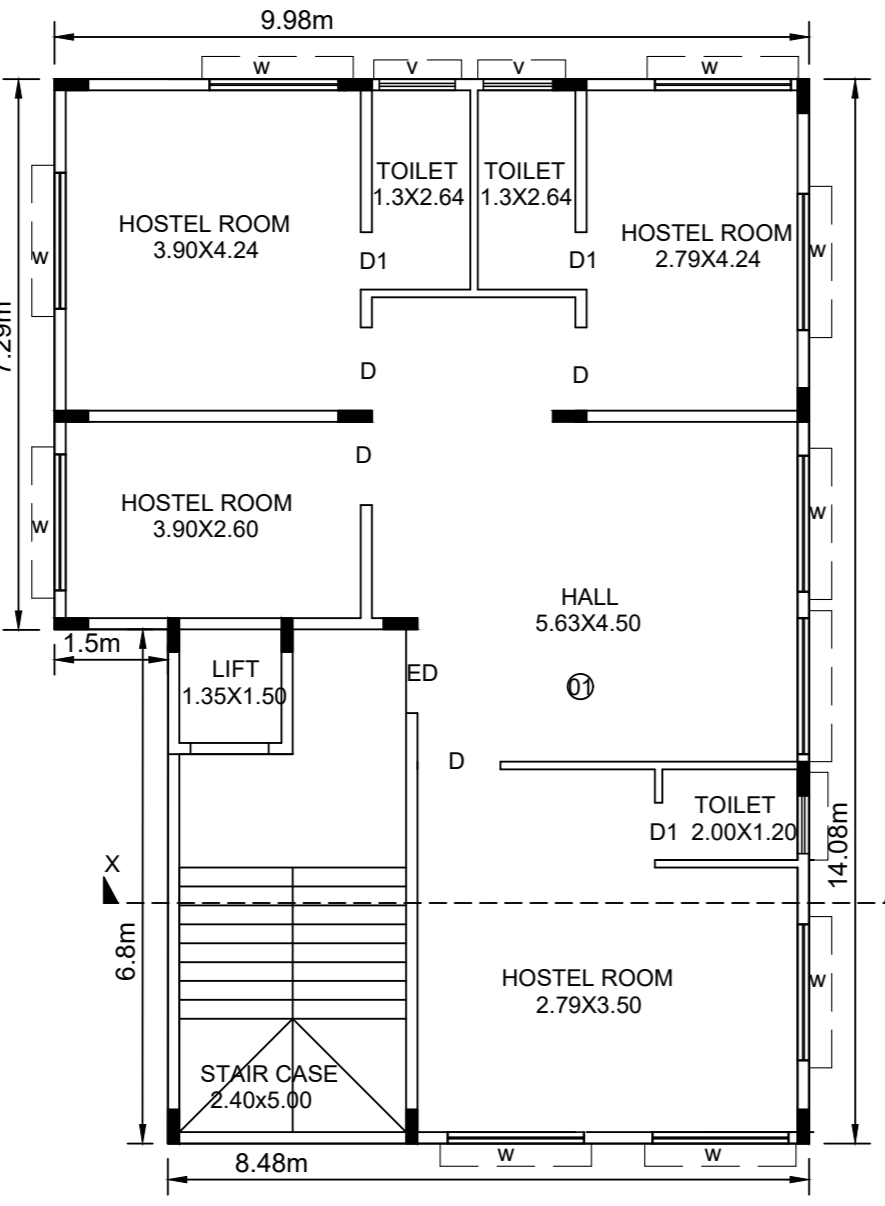 9.98m
w
v
v
w
TOILET
1.3X2.64
TOILET
1.3X2.64
HOSTEL ROOM
3.90X4.24
HOSTEL ROOM
2.79X4.24
w
D1
D1
w
7.29m
D
D
D
HOSTEL ROOM
3.90X2.60
w
w
HALL
5.63X4.50
01
1.5m
LIFT
1.35X1.50
ED
D
TOILET
D1 2.00X1.20
14.08m
X
6.8m
HOSTEL ROOM
2.79X3.50
w
STAIR CASE
2.40x5.00
w
w
8.48m